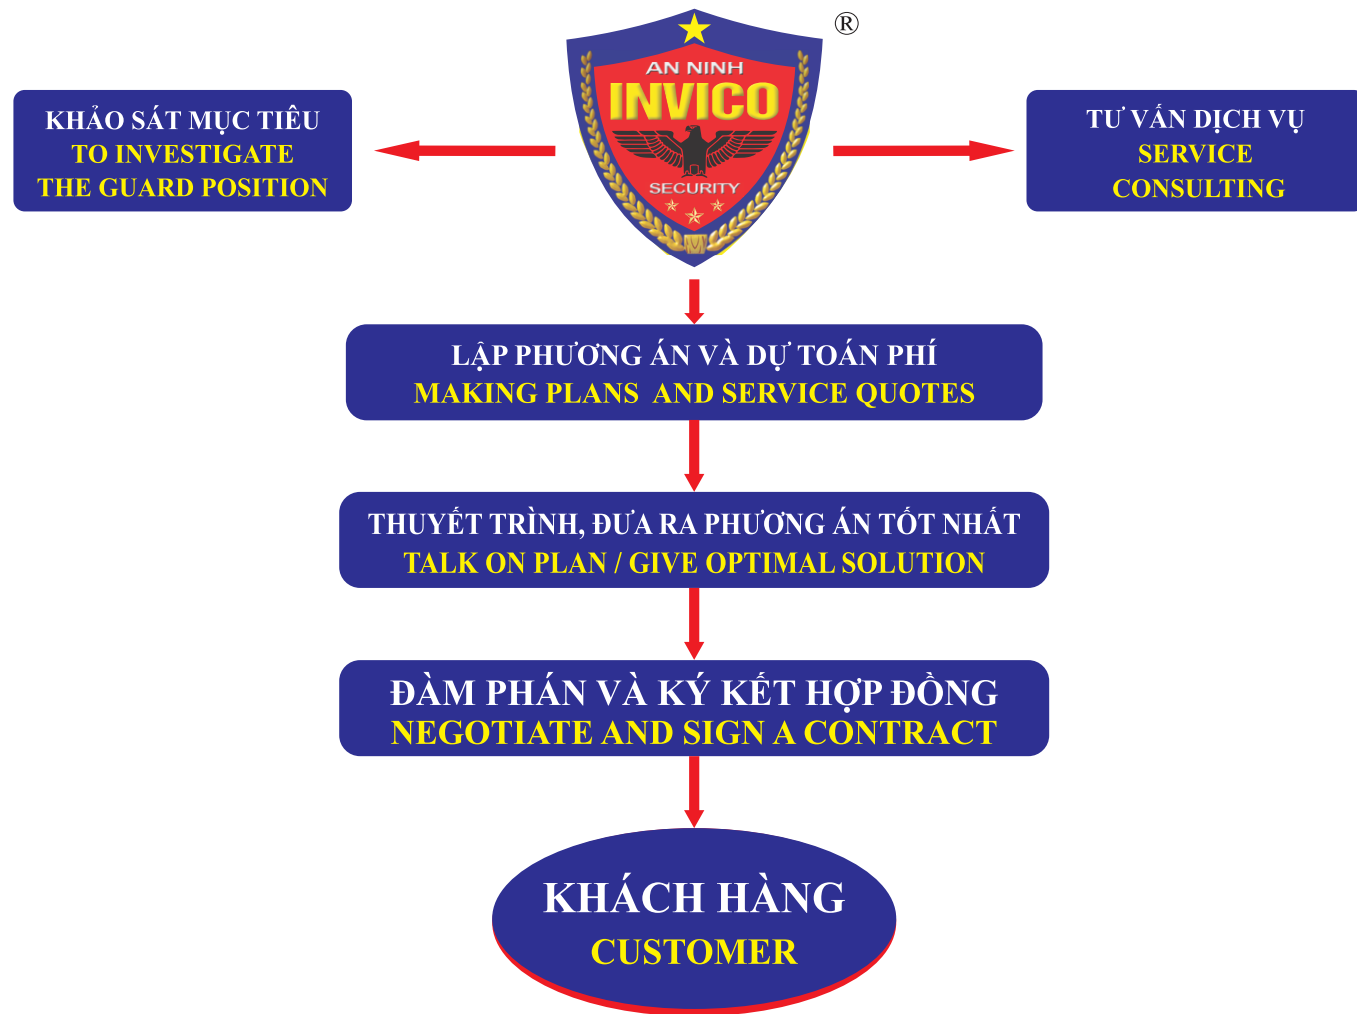 ®
AN NINH
INVICO
SECURITY
KHẢO SÁT MỤC TIÊU
TO INVESTIGATE
THE GUARD POSITION
TƯ VẤN DỊCH VỤ
SERVICE
CONSULTING
LẬP PHƯƠNG ÁN VÀ DỰ TOÁN PHÍ
MAKING PLANS AND SERVICE QUOTES
THUYẾT TRÌNH, ĐƯA RA PHƯƠNG ÁN TỐT NHẤT
TALK ON PLAN / GIVE OPTIMAL SOLUTION
ĐÀM PHÁN VÀ KÝ KẾT HỢP ĐỒNG
NEGOTIATE AND SIGN A CONTRACT
KHÁCH HÀNG
CUSTOMER